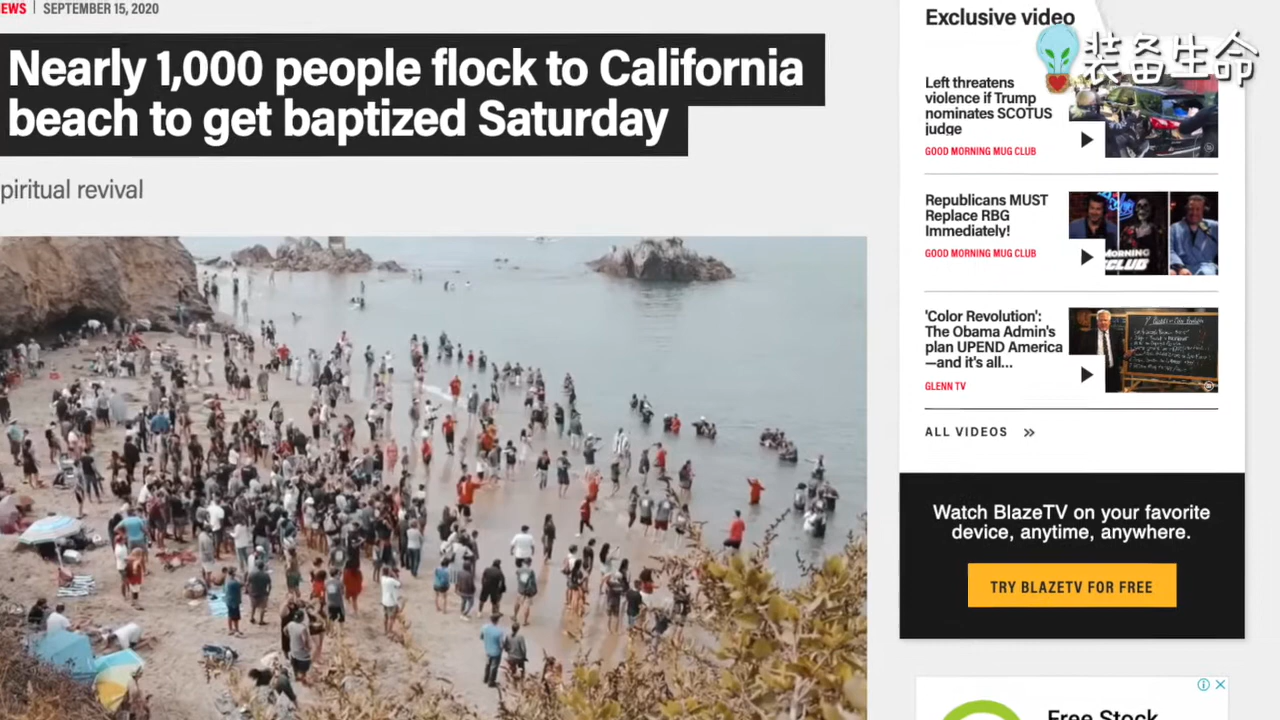 EWS | SEPTEMBER 15, 2020
Nearly 1,000 people flock to California
beach to get baptized Saturday
piritual revival
Exclusive video
装备生命
Left threatens
violence if Trump
nominates SCOTUS
judge
GOOD MORNING MUG CLUB
Republicans MUST
Replace RBG
Immediately!
GOOD MORNING MUG CLUB
MORNING
CLUB
'Color Revolution':
The Obama Admin's
plan UPEND America
—and it's all...
GLENN TV
ALL VIDEOS »
Watch BlazeTV on your favorite
device, anytime, anywhere.
TRY BLAZETV FOR FREE
Free Stock